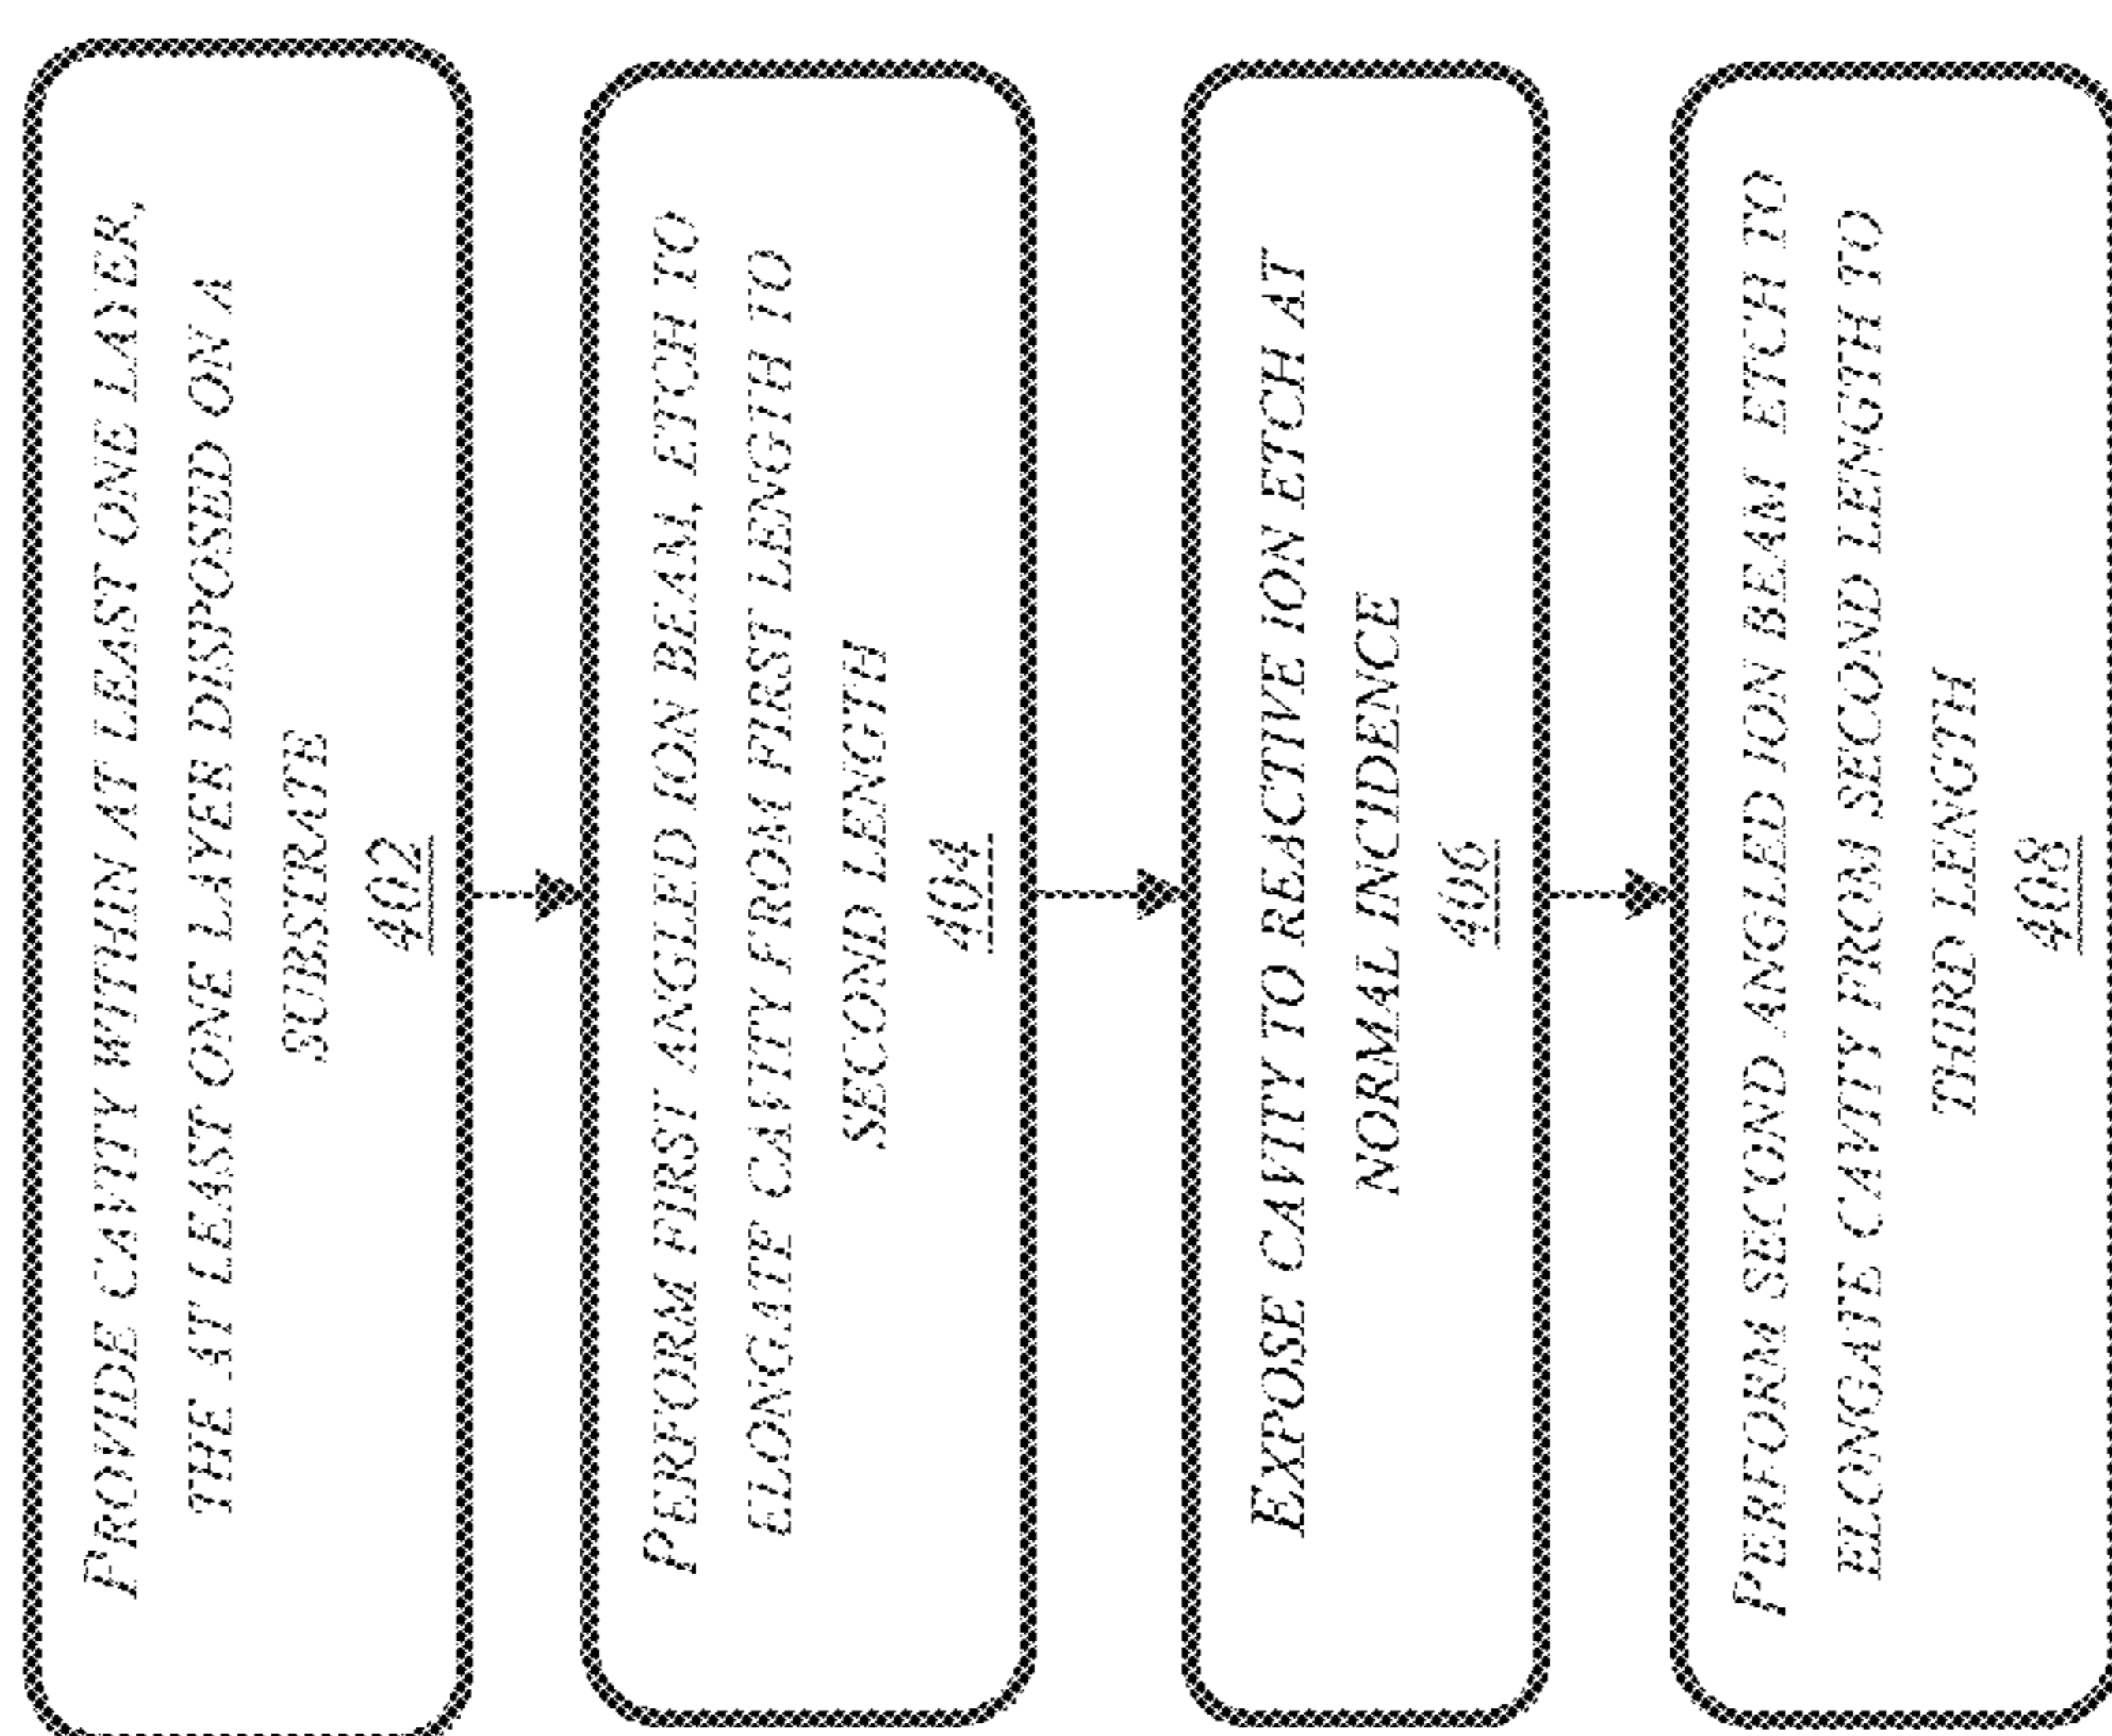 PROVIDE CAVITY WITHIN AT LEAST ONE LAYER,
THE AT LEAST ONE LAYER DISPOSED ON A
SUBSTRATE
402
PERFORM FIRST ANGLED ION BEAM, ETCH TO
ELONGATE CAVITY FROM FIRST LENGTH TO
SECOND LENGTH
404
EXPOSE CAVITY TO REACTIVE ION ETCH AT
NORMAL INCIDENCE
406
PERFORM SECOND ANGLED ION BEAM ETCH TO
ELONGATE CAVITY FROM SECOND LENGTH TO
THIRD LENGTH
408